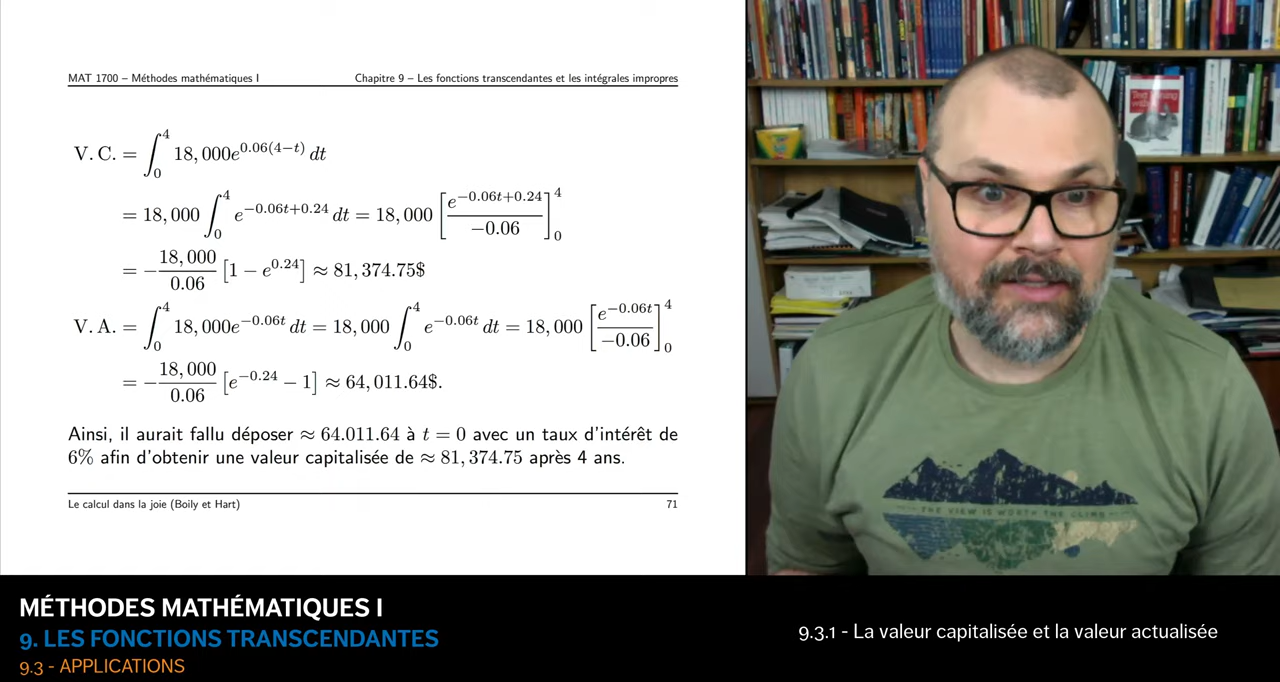 MAT 1700 – Méthodes mathématiques I
Chapitre 9 – Les fonctions transcendantes et les intégrales impropres
V. C. = ∫₀⁴ 18,000e^{0.06(4−t)} dt
= 18,000 ∫₀⁴ e^{−0.06t+0.24} dt = 18,000 [e^{−0.06t+0.24}/−0.06]₀⁴
= −18,000/0.06 [1 − e^{0.24}] ≈ 81,374.75$
V. A. = ∫₀⁴ 18,000e^{−0.06t} dt = 18,000 ∫₀⁴ e^{−0.06t} dt = 18,000 [e^{−0.06t}/−0.06]₀⁴
= −18,000/0.06 [e^{−0.24} − 1] ≈ 64,011.64$.
Ainsi, il aurait fallu déposer ≈ 64.011.64 à t = 0 avec un taux d'intérêt de
6% afin d'obtenir une valeur capitalisée de ≈ 81,374.75 après 4 ans.
Le calcul dans la joie (Boily et Hart)
71
THE VIEW IS WORTH THE CLIMB
MÉTHODES MATHÉMATIQUES I
9. LES FONCTIONS TRANSCENDANTES
9.3 - APPLICATIONS
9.3.1 - La valeur capitalisée et la valeur actualisée